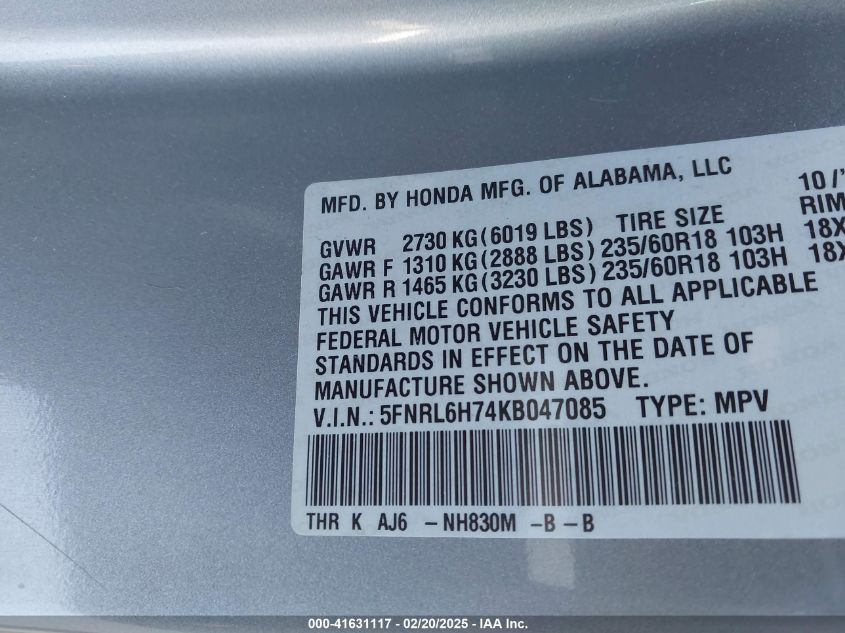 MFD. BY HONDA MFG. OF ALABAMA, LLC 10/
GVWR 2730 KG(6019 LBS) TIRE SIZE RIM
GAWR F 1310 KG(2888 LBS) 235/60R18 103H 18X
GAWR R 1465 KG(3230 LBS) 235/60R18 103H 18X
THIS VEHICLE CONFORMS TO ALL APPLICABLE
FEDERAL MOTOR VEHICLE SAFETY
STANDARDS IN EFFECT ON THE DATE OF
MANUFACTURE SHOWN ABOVE.
V.I.N.: 5FNRL6H74KB047085 TYPE: MPV
THR K AJ6 -NH830M -B-B
000-41631117 — 02/20/2025 — IAA Inc.